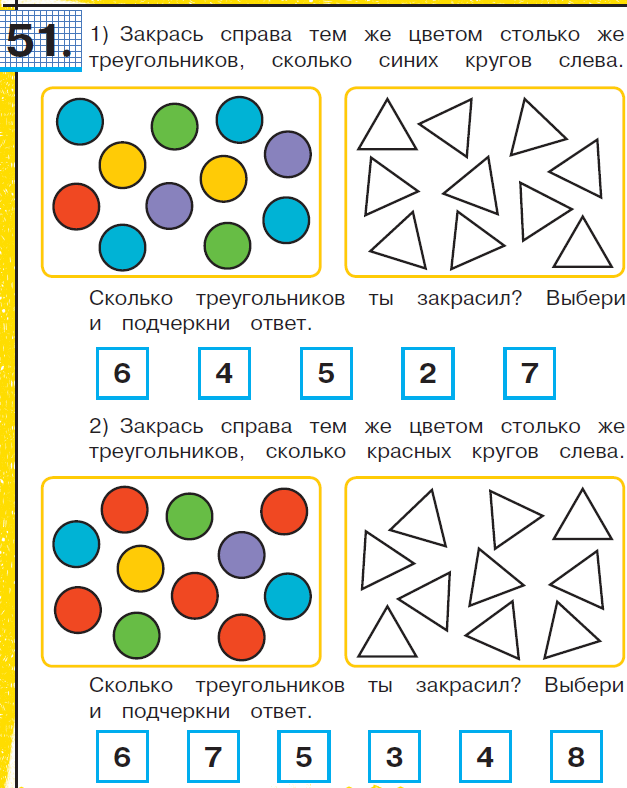 51.
1) Закрась справа тем же цветом столько же
треугольников, сколько синих кругов слева.
Сколько треугольников ты закрасил? Выбери
и подчеркни ответ.
6 4 5 2 7
2) Закрась справа тем же цветом столько же
треугольников, сколько красных кругов слева.
Сколько треугольников ты закрасил? Выбери
и подчеркни ответ.
6 7 5 3 4 8